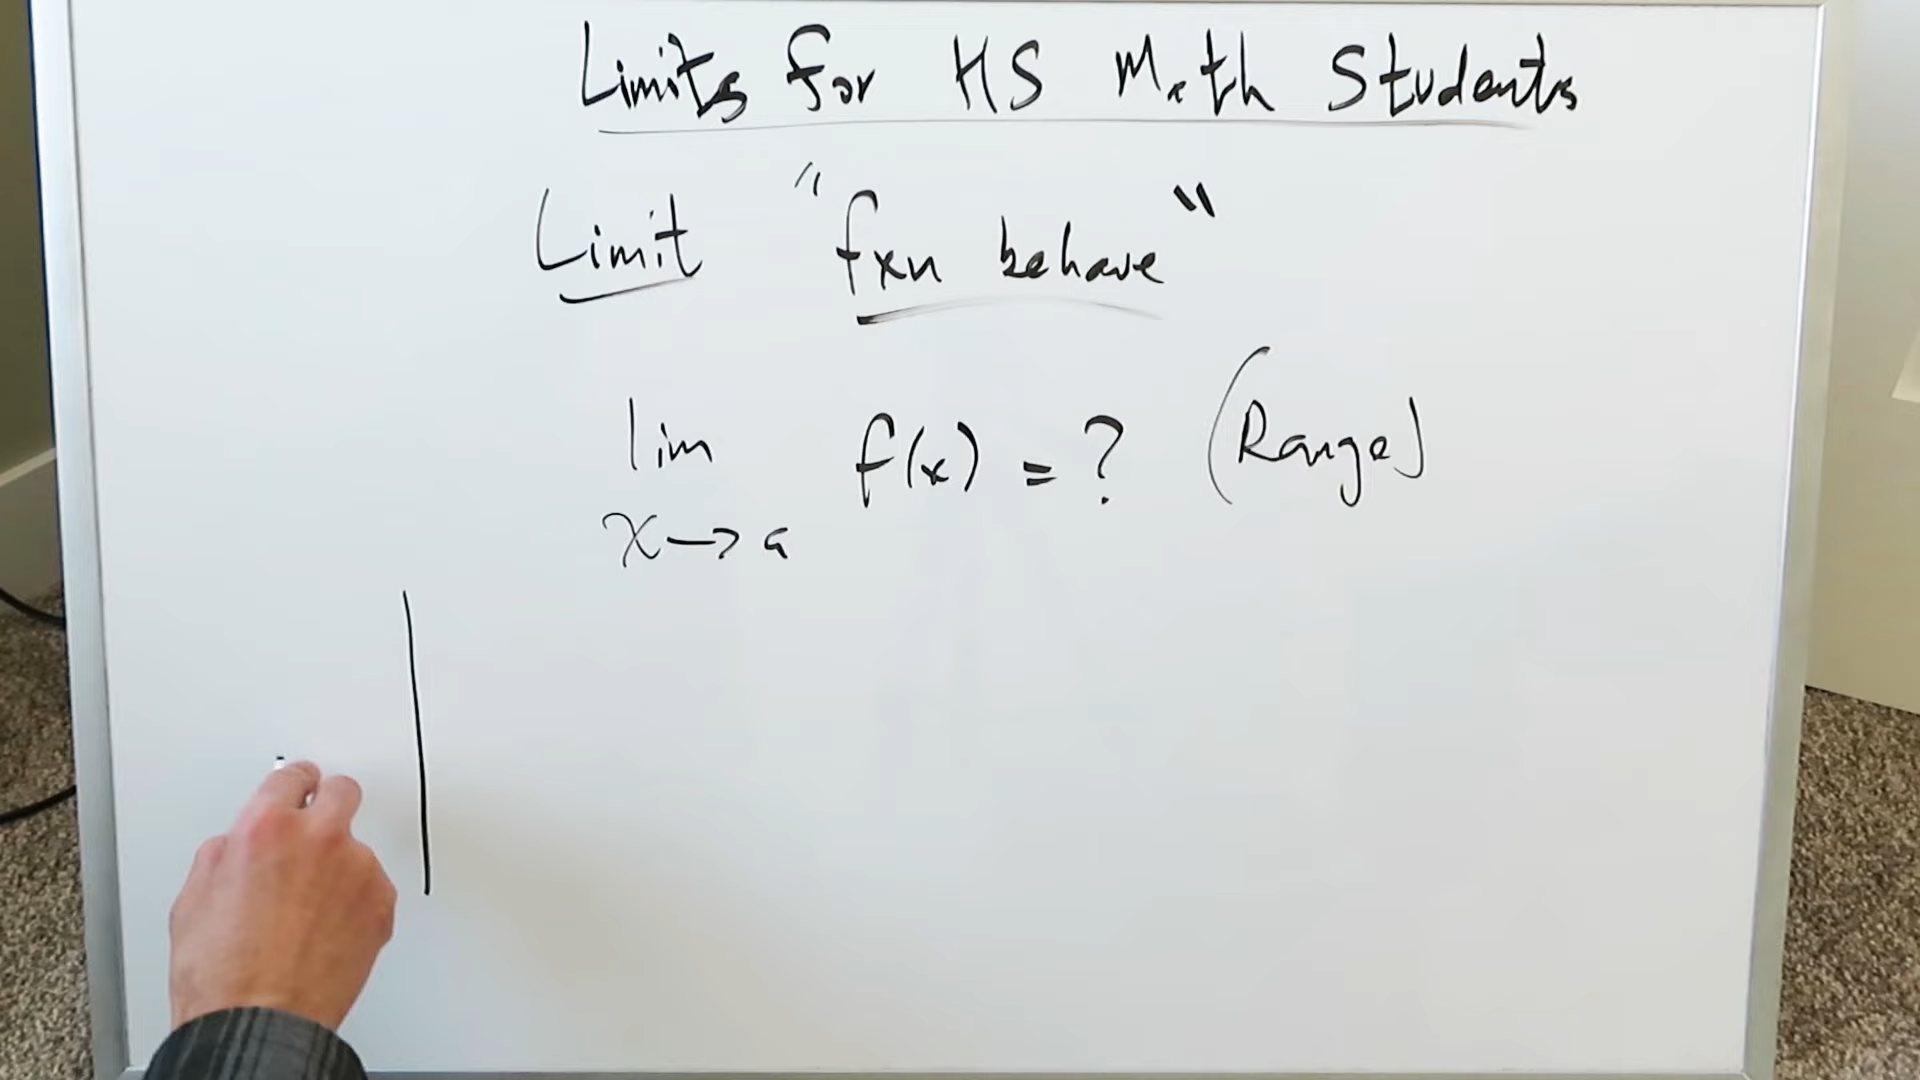 Limits for HS Math Students
Limit "fxn behave"
lim f(x) = ? (Range)
x→a